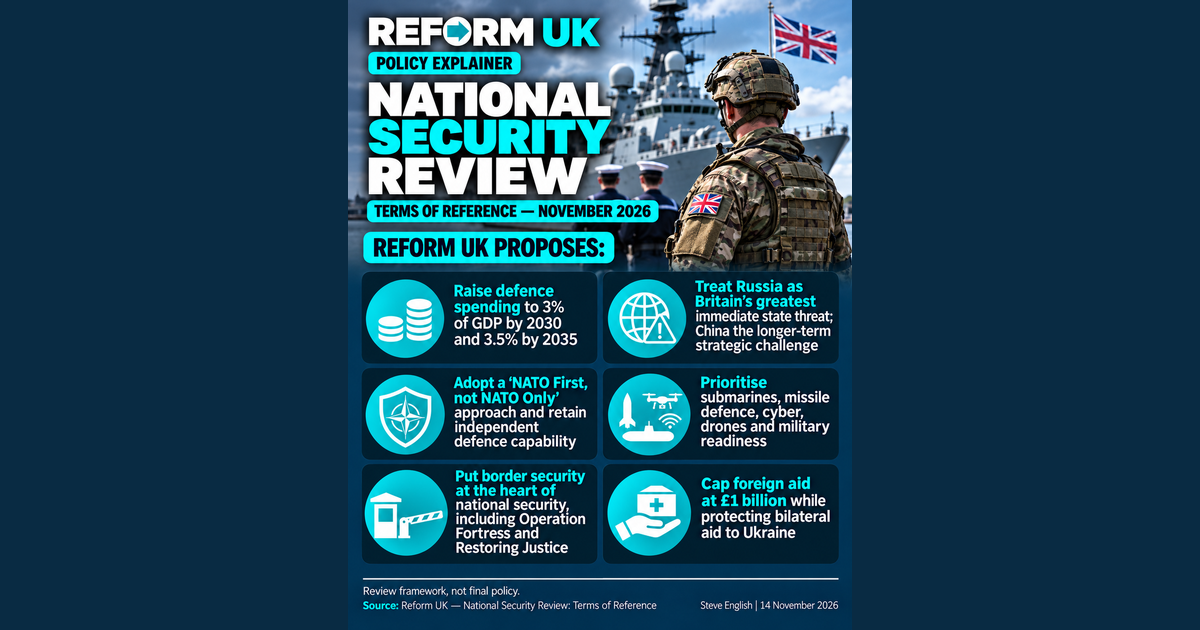 REFORM UK
POLICY EXPLAINER
NATIONAL
SECURITY
REVIEW
TERMS OF REFERENCE — NOVEMBER 2026
REFORM UK PROPOSES:
Raise defence
spending to 3%
of GDP by 2030
and 3.5% by 2035
Treat Russia as
Britain's greatest
immediate state threat;
China the longer-term
strategic challenge
Adopt a 'NATO First,
not NATO Only'
approach and retain
independent
defence capability
Prioritise
submarines, missile
defence, cyber,
drones and military
readiness
Put border security
at the heart of
national security,
including Operation
Fortress and
Restoring Justice
Cap foreign aid
at £1 billion while
protecting bilateral
aid to Ukraine
Review framework, not final policy.
Source: Reform UK — National Security Review: Terms of Reference
Steve English | 14 November 2026